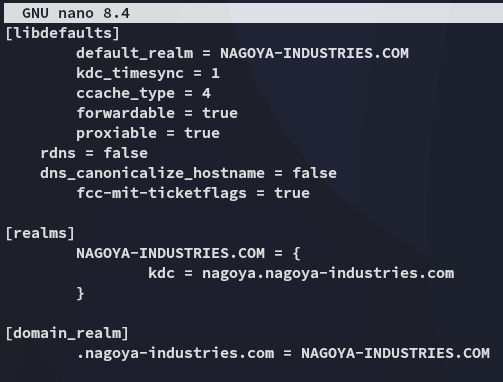 GNU nano 8.4
[libdefaults]
        default_realm = NAGOYA-INDUSTRIES.COM
        kdc_timesync = 1
        ccache_type = 4
        forwardable = true
        proxiable = true
    rdns = false
    dns_canonicalize_hostname = false
        fcc-mit-ticketflags = true

[realms]
        NAGOYA-INDUSTRIES.COM = {
                kdc = nagoya.nagoya-industries.com
        }

[domain_realm]
        .nagoya-industries.com = NAGOYA-INDUSTRIES.COM